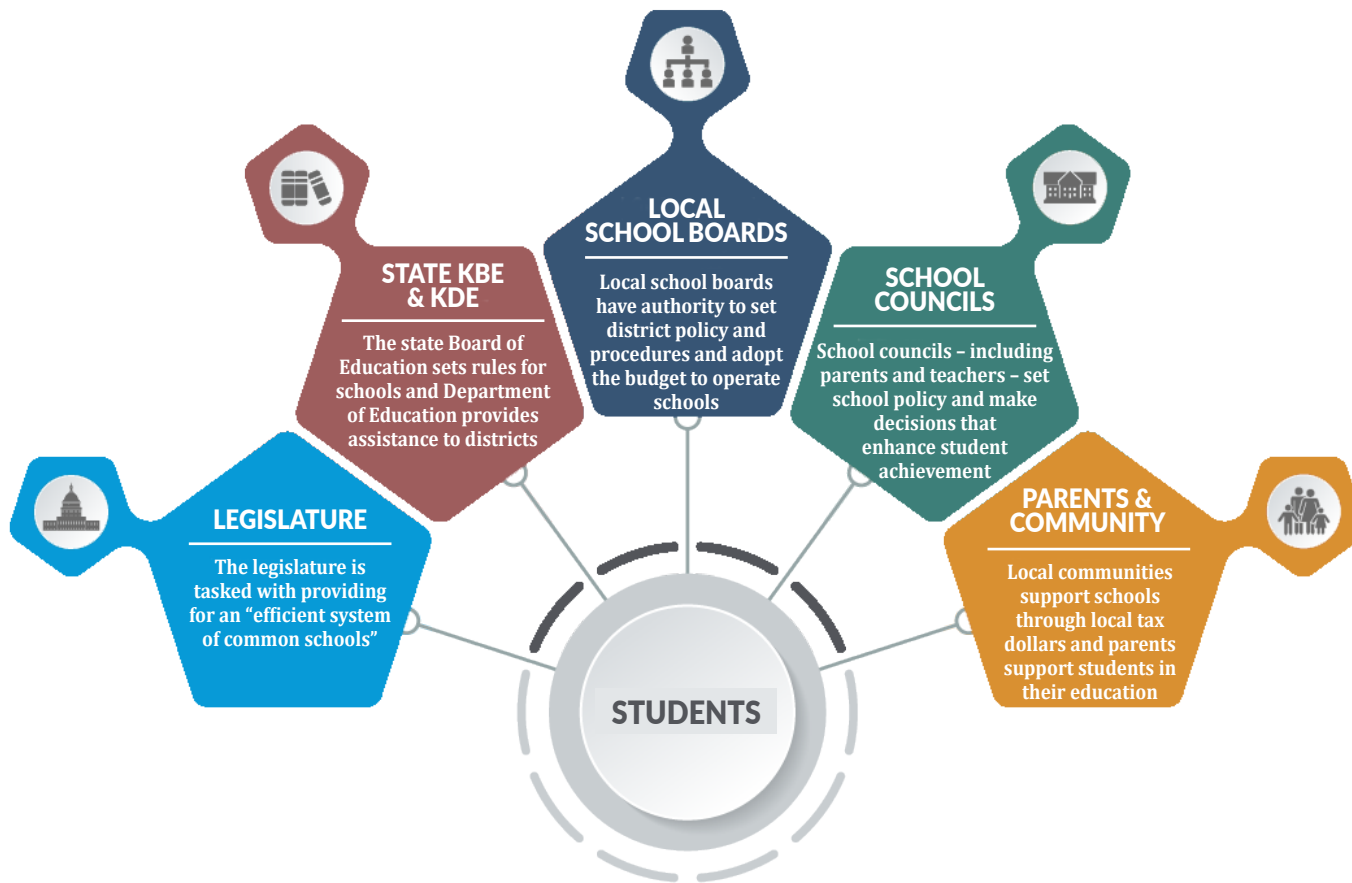 LEGISLATURE
The legislature is
tasked with providing
for an “efficient system
of common schools”
STATE KBE
& KDE
The state Board of
Education sets rules for
schools and Department
of Education provides
assistance to districts
LOCAL
SCHOOL BOARDS
Local school boards
have authority to set
district policy and
procedures and adopt
the budget to operate
schools
SCHOOL
COUNCILS
School councils – including
parents and teachers – set
school policy and make
decisions that
enhance student
achievement
PARENTS &
COMMUNITY
Local communities
support schools
through local tax
dollars and parents
support students in
their education
STUDENTS